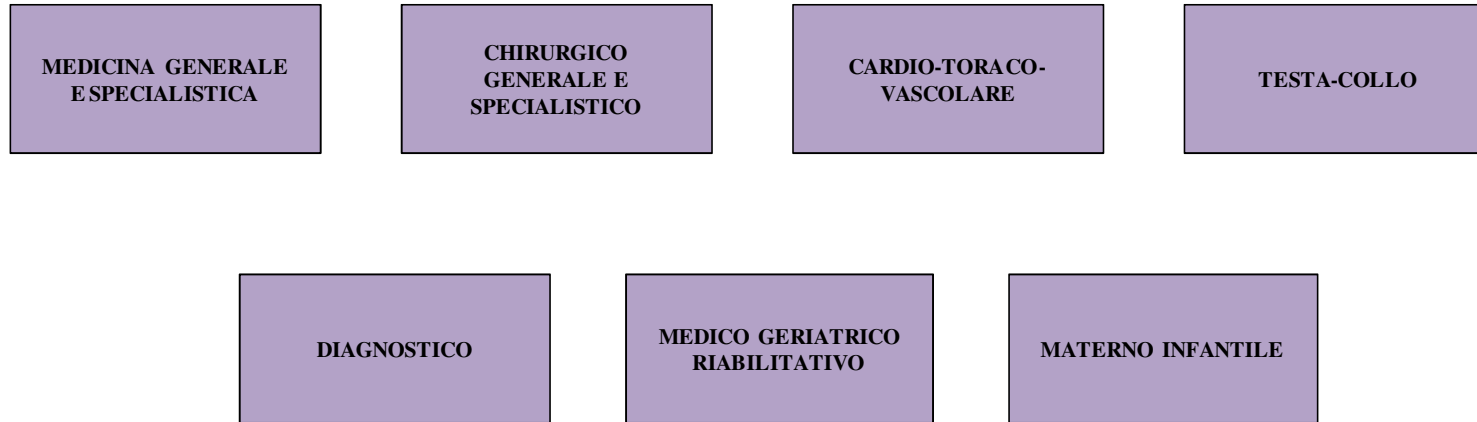 MEDICINA GENERALE
E SPECIALISTICA
CHIRURGICO
GENERALE E
SPECIALISTICO
CARDIO-TORACO-
VASCOLARE
TESTA-COLLO
DIAGNOSTICO
MEDICO GERIATRICO
RIABILITATIVO
MATERNO INFANTILE